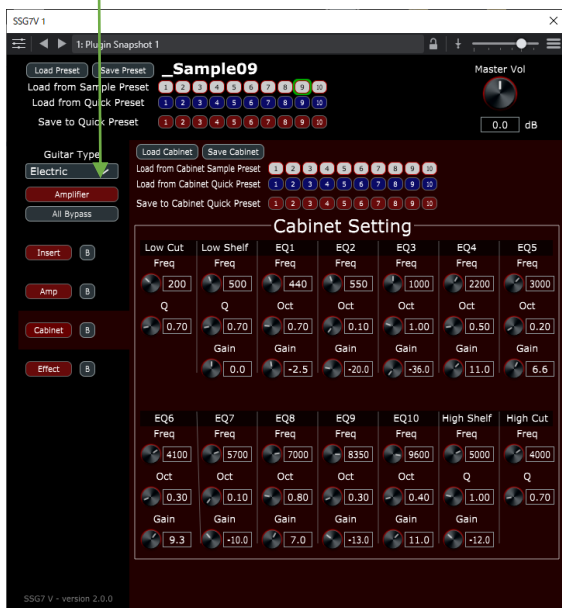 SSG7V 1
1: Plugin Snapshot 1
Load Preset Save Preset _Sample09 Master Vol
Load from Sample Preset 1 2 3 4 5 6 7 8 9 10
Load from Quick Preset 1 2 3 4 5 6 7 8 9 10
Save to Quick Preset 1 2 3 4 5 6 7 8 9 10 0.0 dB
Guitar Type
Electric
Amplifier
All Bypass
Insert B
Amp B
Cabinet B
Effect B
Load Cabinet Save Cabinet
Load from Cabinet Sample Preset 1 2 3 4 5 6 7 8 9 10
Load from Cabinet Quick Preset 1 2 3 4 5 6 7 8 9 10
Save to Cabinet Quick Preset 1 2 3 4 5 6 7 8 9 10
Cabinet Setting
Low Cut Low Shelf EQ1 EQ2 EQ3 EQ4 EQ5
Freq Freq Freq Freq Freq Freq Freq
200 500 440 550 1000 2200 3000
Q Q Oct Oct Oct Oct Oct
0.70 0.70 0.70 0.10 1.00 0.50 0.20
Gain Gain Gain Gain Gain Gain
0.0 -2.5 -20.0 -36.0 11.0 6.6
EQ6 EQ7 EQ8 EQ9 EQ10 High Shelf High Cut
Freq Freq Freq Freq Freq Freq Freq
4100 5700 7000 8350 9600 5000 4000
Oct Oct Oct Oct Oct Q Q
0.30 0.10 0.80 0.30 0.40 1.00 0.70
Gain Gain Gain Gain Gain Gain
9.3 -10.0 7.0 -13.0 11.0 -12.0
SSG7 V - version 2.0.0